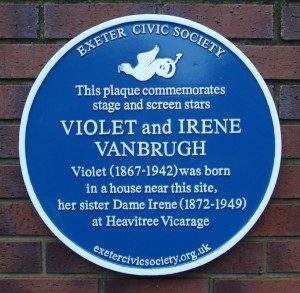 EXETER CIVIC SOCIETY
This plaque commemorates
stage and screen stars
VIOLET and IRENE
VANBRUGH
Violet (1867-1942) was born
in a house near this site,
her sister Dame Irene (1872-1949)
at Heavitree Vicarage
exetercivicsociety.org.uk